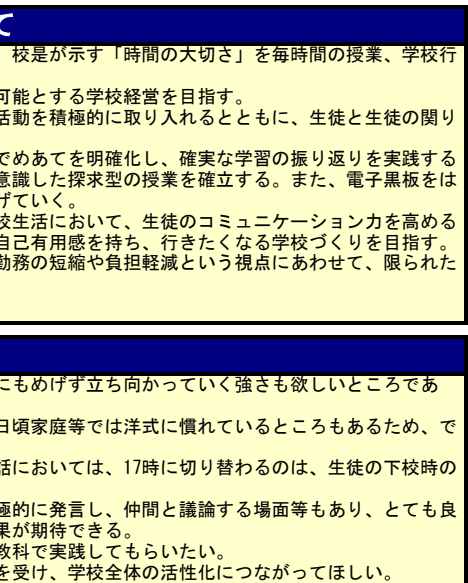 て
校是が示す「時間の大切さ」を毎時間の授業、学校行
可能とする学校経営を目指す。
活動を積極的に取り入れるとともに、生徒と生徒の関り
でめあてを明確化し、確実な学習の振り返りを実践する
意識した探求型の授業を確立する。また、電子黒板をは
げていく。
校生活において、生徒のコミュニケーション力を高める
自己有用感を持ち、行きたくなる学校づくりを目指す。
勤務の短縮や負担軽減という視点にあわせて、限られた
にもめげず立ち向かっていく強さも欲しいところであ
日頃家庭等では洋式に慣れているところもあるため、で
話においては、17時に切り替わるのは、生徒の下校時の
極的に発言し、仲間と議論する場面等もあり、とても良
果が期待できる。
教科で実践してもらいたい。
を受け、学校全体の活性化につながってほしい。